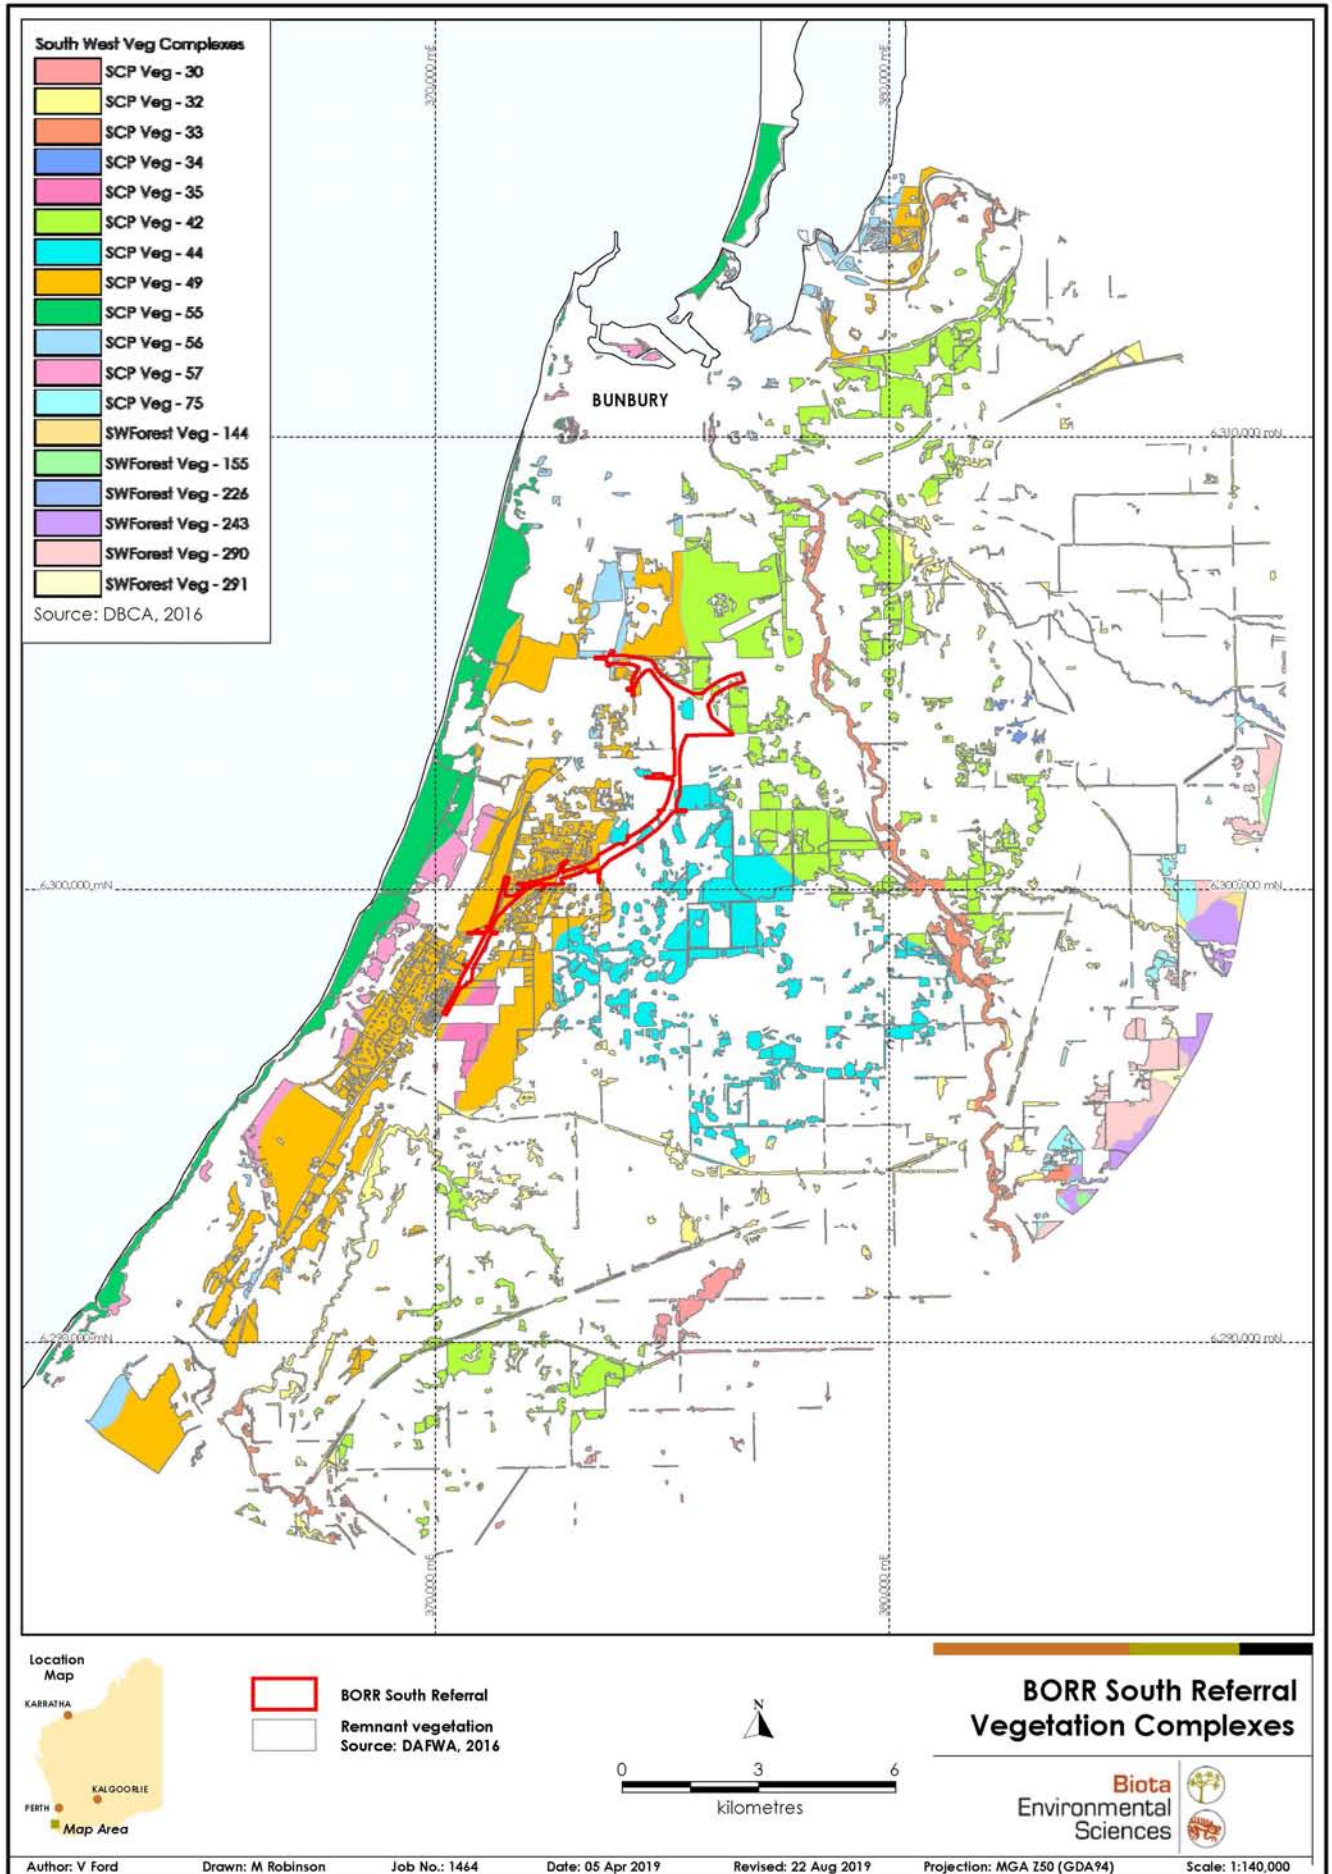 South West Veg Complexes
SCP Veg - 30
SCP Veg - 32
SCP Veg - 33
SCP Veg - 34
SCP Veg - 35
SCP Veg - 42
SCP Veg - 44
SCP Veg - 49
SCP Veg - 55
SCP Veg - 56
SCP Veg - 57
SCP Veg - 75
SWForest Veg - 144
SWForest Veg - 155
SWForest Veg - 226
SWForest Veg - 243
SWForest Veg - 290
SWForest Veg - 291
Source: DBCA, 2016
370,000 mE
380,000 mE
BUNBURY
6,310,000 mN
6,300,000 mN
6,300,000 mN
6,290,000 mN
6,290,000 mN
370,000 mE
380,000 mE
Location
Map
KARRATHA
KALGOORLIE
PERTH
Map Area
BORR South Referral
Remnant vegetation
Source: DAFWA, 2016
N
0 3 6
kilometres
BORR South Referral
Vegetation Complexes
Biota
Environmental
Sciences
Author: V Ford Drawn: M Robinson Job No.: 1464 Date: 05 Apr 2019 Revised: 22 Aug 2019 Projection: MGA Z50 (GDA94) Scale: 1:140,000